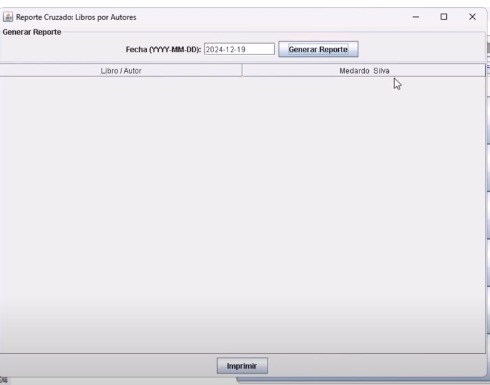 Reporte Cruzado: Libros por Autores
Generar Reporte
Fecha (YYYY-MM-DD): 2024-12-19 Generar Reporte
Libro / Autor Medardo Silva
Imprimir